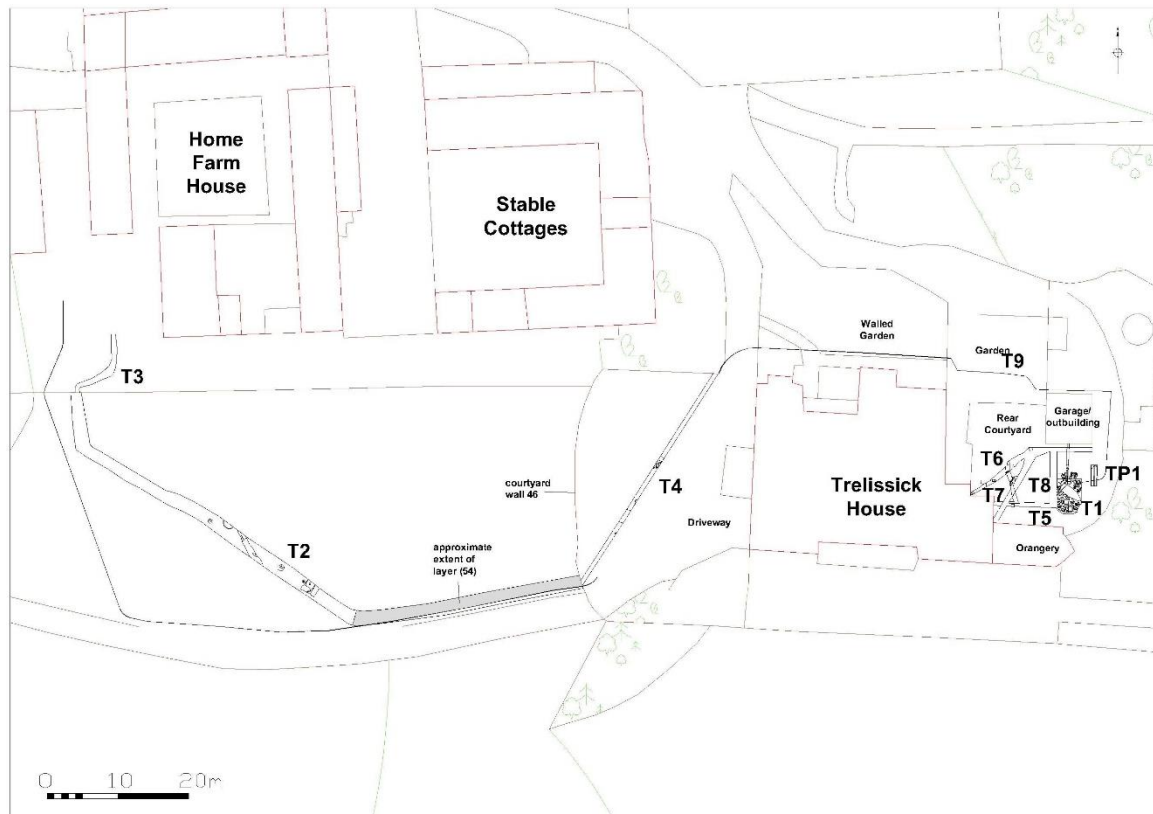 Home
Farm
House
Stable
Cottages
Walled
Garden
Garden
T9
T3
Rear
Courtyard
Garage/
outbuilding
T6
TP1
T4
T7
T8
T1
courtyard
wall 46
Trelissick
House
T5
Driveway
Orangery
T2
approximate
extent of
layer (54)
0 10 20m